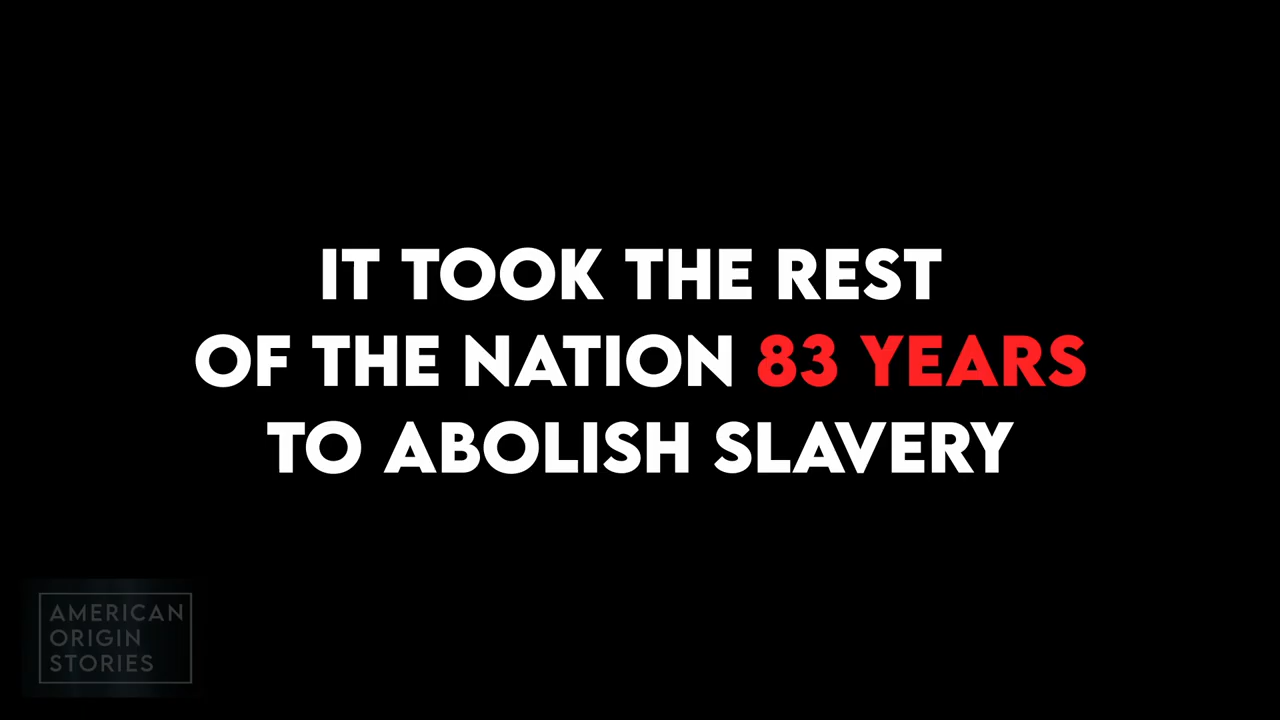 IT TOOK THE REST
OF THE NATION 83 YEARS
TO ABOLISH SLAVERY
AMERICAN
ORIGIN
STORIES